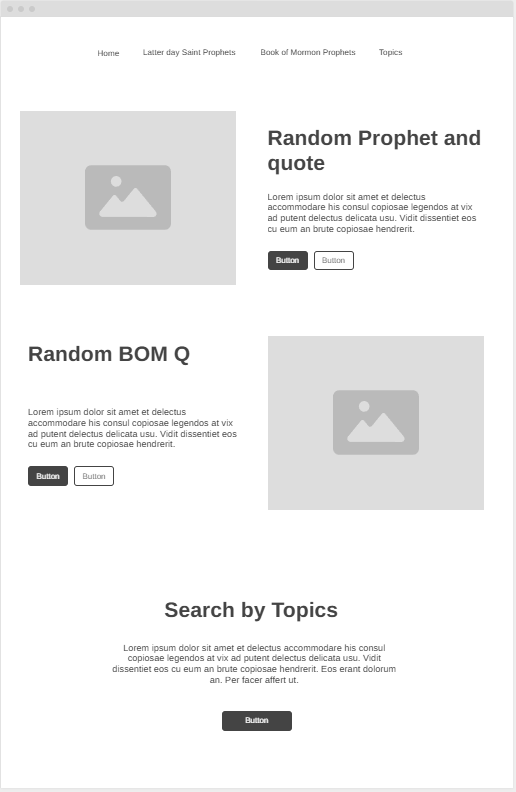 Home
Latter day Saint Prophets
Book of Mormon Prophets
Topics
Random Prophet and
quote
Lorem ipsum dolor sit amet et delectus
accommodare his consul copiosae legendos at vix
ad putent delectus delicata usu. Vidit dissentiet eos
cu eum an brute copiosae hendrerit.
Button
Button
Random BOM Q
Lorem ipsum dolor sit amet et delectus
accommodare his consul copiosae legendos at vix
ad putent delectus delicata usu. Vidit dissentiet eos
cu eum an brute copiosae hendrerit.
Button
Button
Search by Topics
Lorem ipsum dolor sit amet et delectus accommodare his consul
copiosae legendos at vix ad putent delectus delicata usu. Vidit
dissentiet eos cu eum an brute copiosae hendrerit. Eos erant dolorum
an. Per facer affert ut.
Button